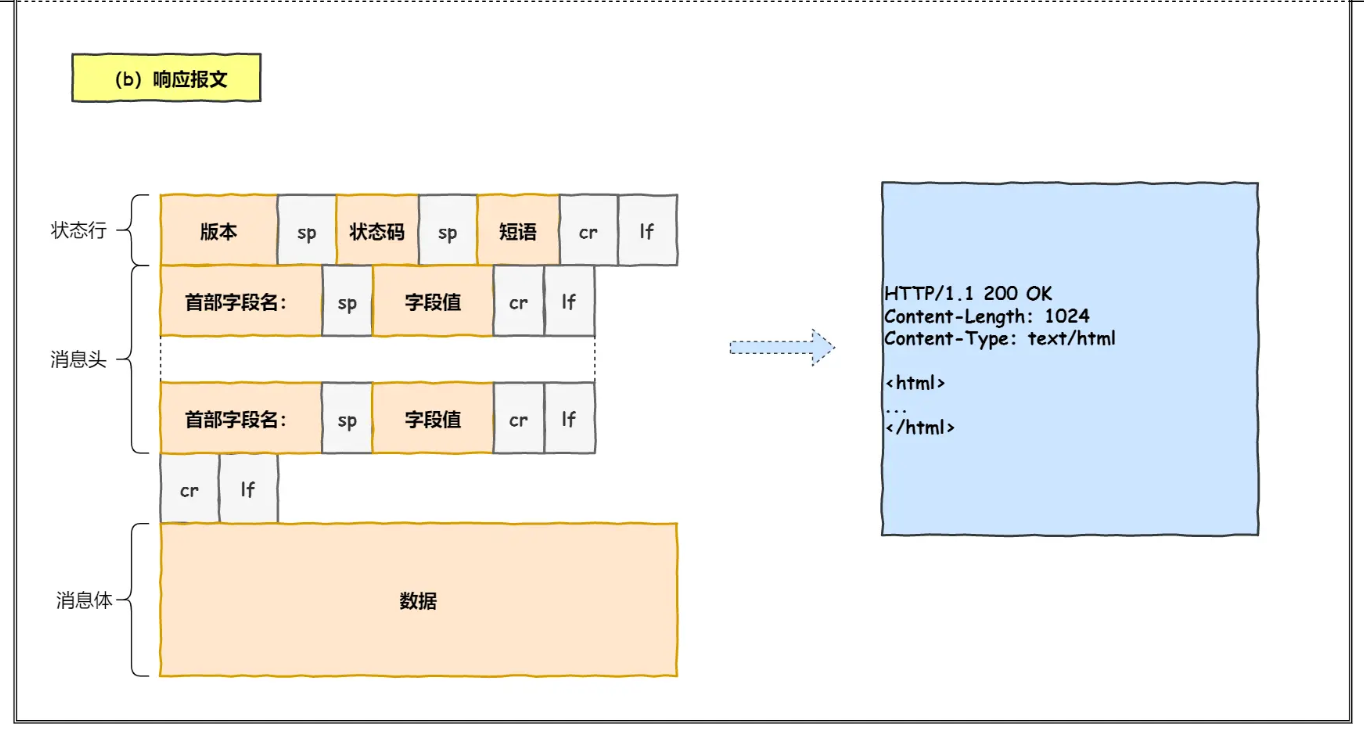 (b) 响应报文
状态行
版本 sp 状态码 sp 短语 cr lf
消息头
首部字段名: sp 字段值 cr lf
首部字段名: sp 字段值 cr lf
cr lf
消息体
数据
HTTP/1.1 200 OK
Content-Length: 1024
Content-Type: text/html
<html>
...
</html>